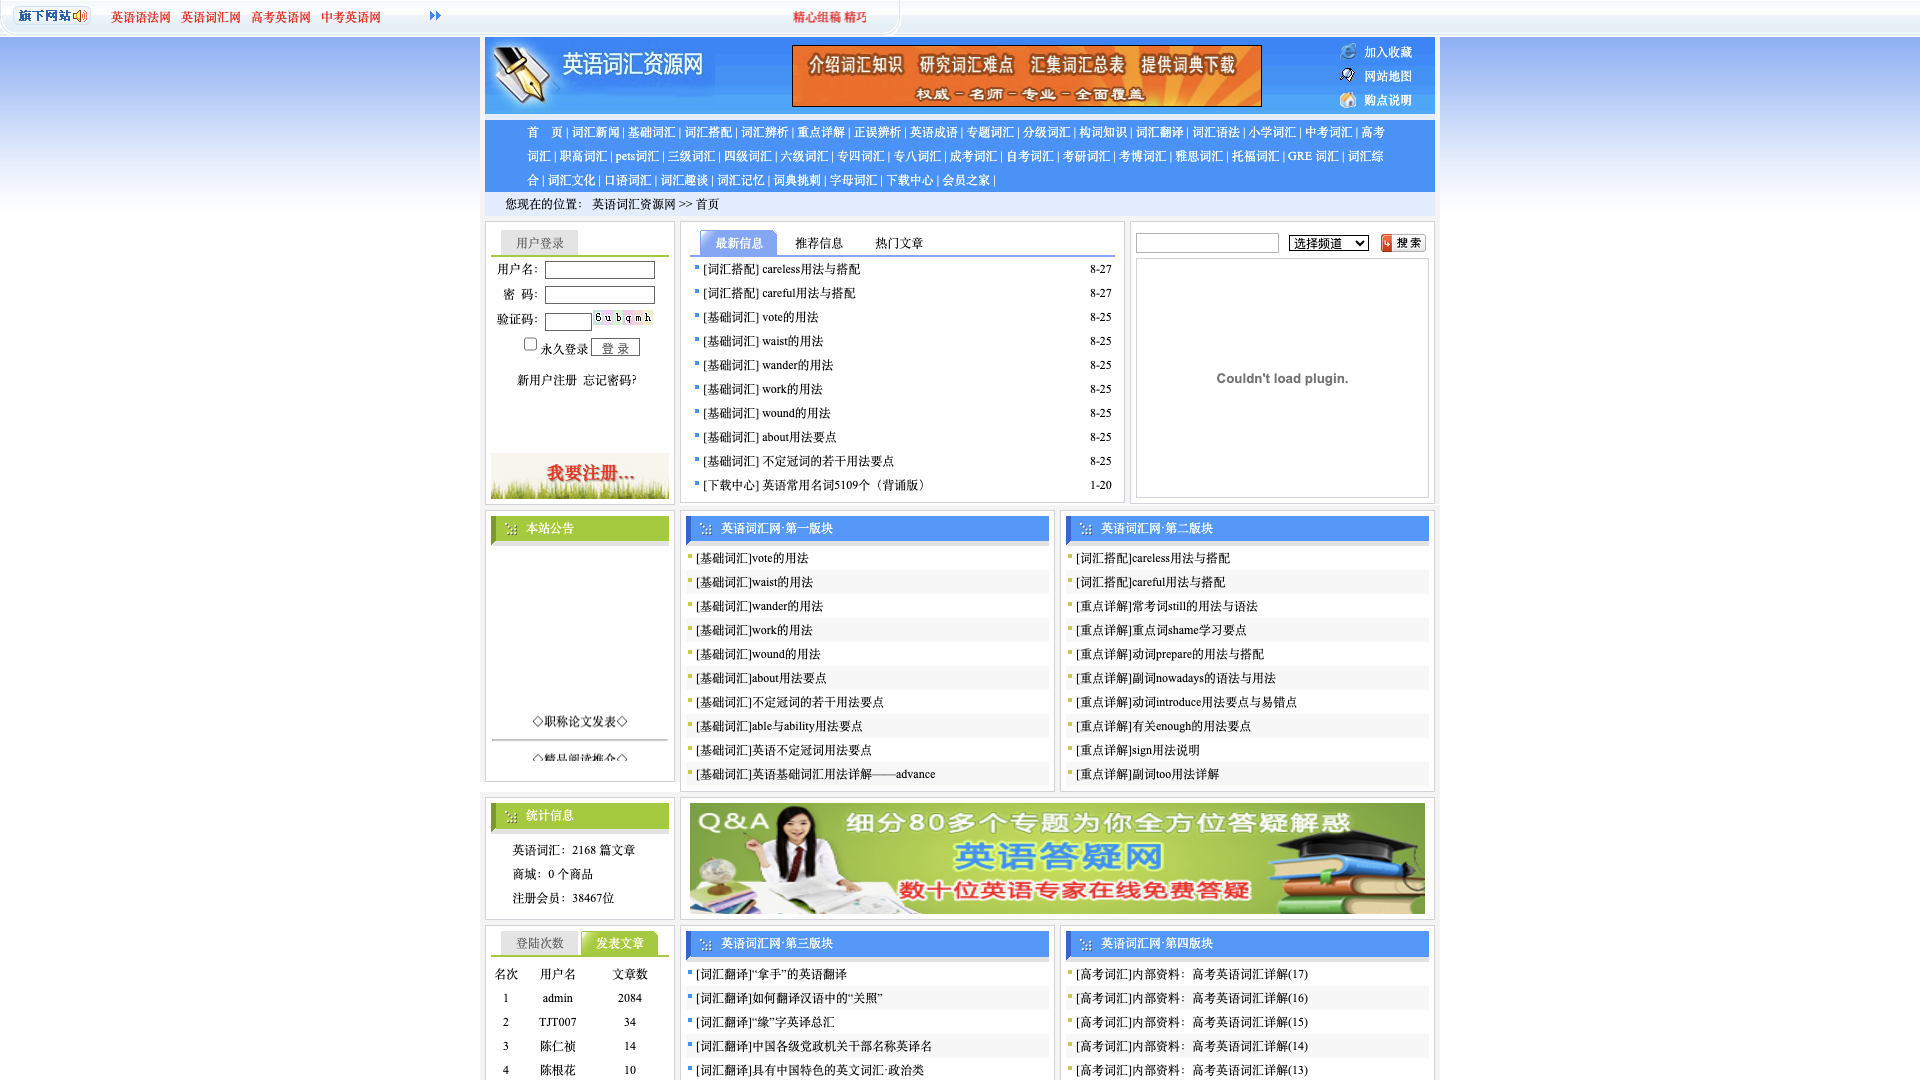 旗下网站 英语语法网 英语词汇网 高考英语网 中考英语网 精心组稿 精巧
英语词汇资源网
介绍词汇知识 研究词汇难点 汇集词汇总表 提供词典下载
权威－名师－专业－全面覆盖
加入收藏
网站地图
购点说明
首 页 | 词汇新闻 | 基础词汇 | 词汇搭配 | 词汇辨析 | 重点详解 | 正误辨析 | 英语成语 | 专题词汇 | 分级词汇 | 构词知识 | 词汇翻译 | 词汇语法 | 小学词汇 | 中考词汇 | 高考
词汇 | 职高词汇 | pets词汇 | 三级词汇 | 四级词汇 | 六级词汇 | 专四词汇 | 专八词汇 | 成考词汇 | 自考词汇 | 考研词汇 | 考博词汇 | 雅思词汇 | 托福词汇 | GRE 词汇 | 词汇综
合 | 词汇文化 | 口语词汇 | 词汇趣谈 | 词汇记忆 | 词典挑刺 | 字母词汇 | 下载中心 | 会员之家 |
您现在的位置： 英语词汇资源网 >> 首页
用户登录
用户名：
密 码：
验证码： 6ubqmh
永久登录 登 录
新用户注册 忘记密码?
我要注册...
最新信息 推荐信息 热门文章
[词汇搭配] careless用法与搭配 8-27
[词汇搭配] careful用法与搭配 8-27
[基础词汇] vote的用法 8-25
[基础词汇] waist的用法 8-25
[基础词汇] wander的用法 8-25
[基础词汇] work的用法 8-25
[基础词汇] wound的用法 8-25
[基础词汇] about用法要点 8-25
[基础词汇] 不定冠词的若干用法要点 8-25
[下载中心] 英语常用名词5109个（背诵版） 1-20
选择频道 搜索
Couldn't load plugin.
本站公告
◇职称论文发表◇
◇精品阅读推介◇
英语词汇网·第一版块
[基础词汇]vote的用法
[基础词汇]waist的用法
[基础词汇]wander的用法
[基础词汇]work的用法
[基础词汇]wound的用法
[基础词汇]about用法要点
[基础词汇]不定冠词的若干用法要点
[基础词汇]able与ability用法要点
[基础词汇]英语不定冠词用法要点
[基础词汇]英语基础词汇用法详解——advance
英语词汇网·第二版块
[词汇搭配]careless用法与搭配
[词汇搭配]careful用法与搭配
[重点详解]常考词still的用法与语法
[重点详解]重点词shame学习要点
[重点详解]动词prepare的用法与搭配
[重点详解]副词nowadays的语法与用法
[重点详解]动词introduce用法要点与易错点
[重点详解]有关enough的用法要点
[重点详解]sign用法说明
[重点详解]副词too用法详解
统计信息
英语词汇：2168 篇文章
商城：0 个商品
注册会员：38467位
Q&A 细分80多个专题为你全方位答疑解惑
英语答疑网
数十位英语专家在线免费答疑
登陆次数 发表文章
名次 用户名 文章数
1 admin 2084
2 TJT007 34
3 陈仁祯 14
4 陈根花 10
英语词汇网·第三版块
[词汇翻译]“拿手”的英语翻译
[词汇翻译]如何翻译汉语中的“关照”
[词汇翻译]“缘”字英译总汇
[词汇翻译]中国各级党政机关干部名称英译名
[词汇翻译]具有中国特色的英文词汇·政治类
英语词汇网·第四版块
[高考词汇]内部资料：高考英语词汇详解(17)
[高考词汇]内部资料：高考英语词汇详解(16)
[高考词汇]内部资料：高考英语词汇详解(15)
[高考词汇]内部资料：高考英语词汇详解(14)
[高考词汇]内部资料：高考英语词汇详解(13)